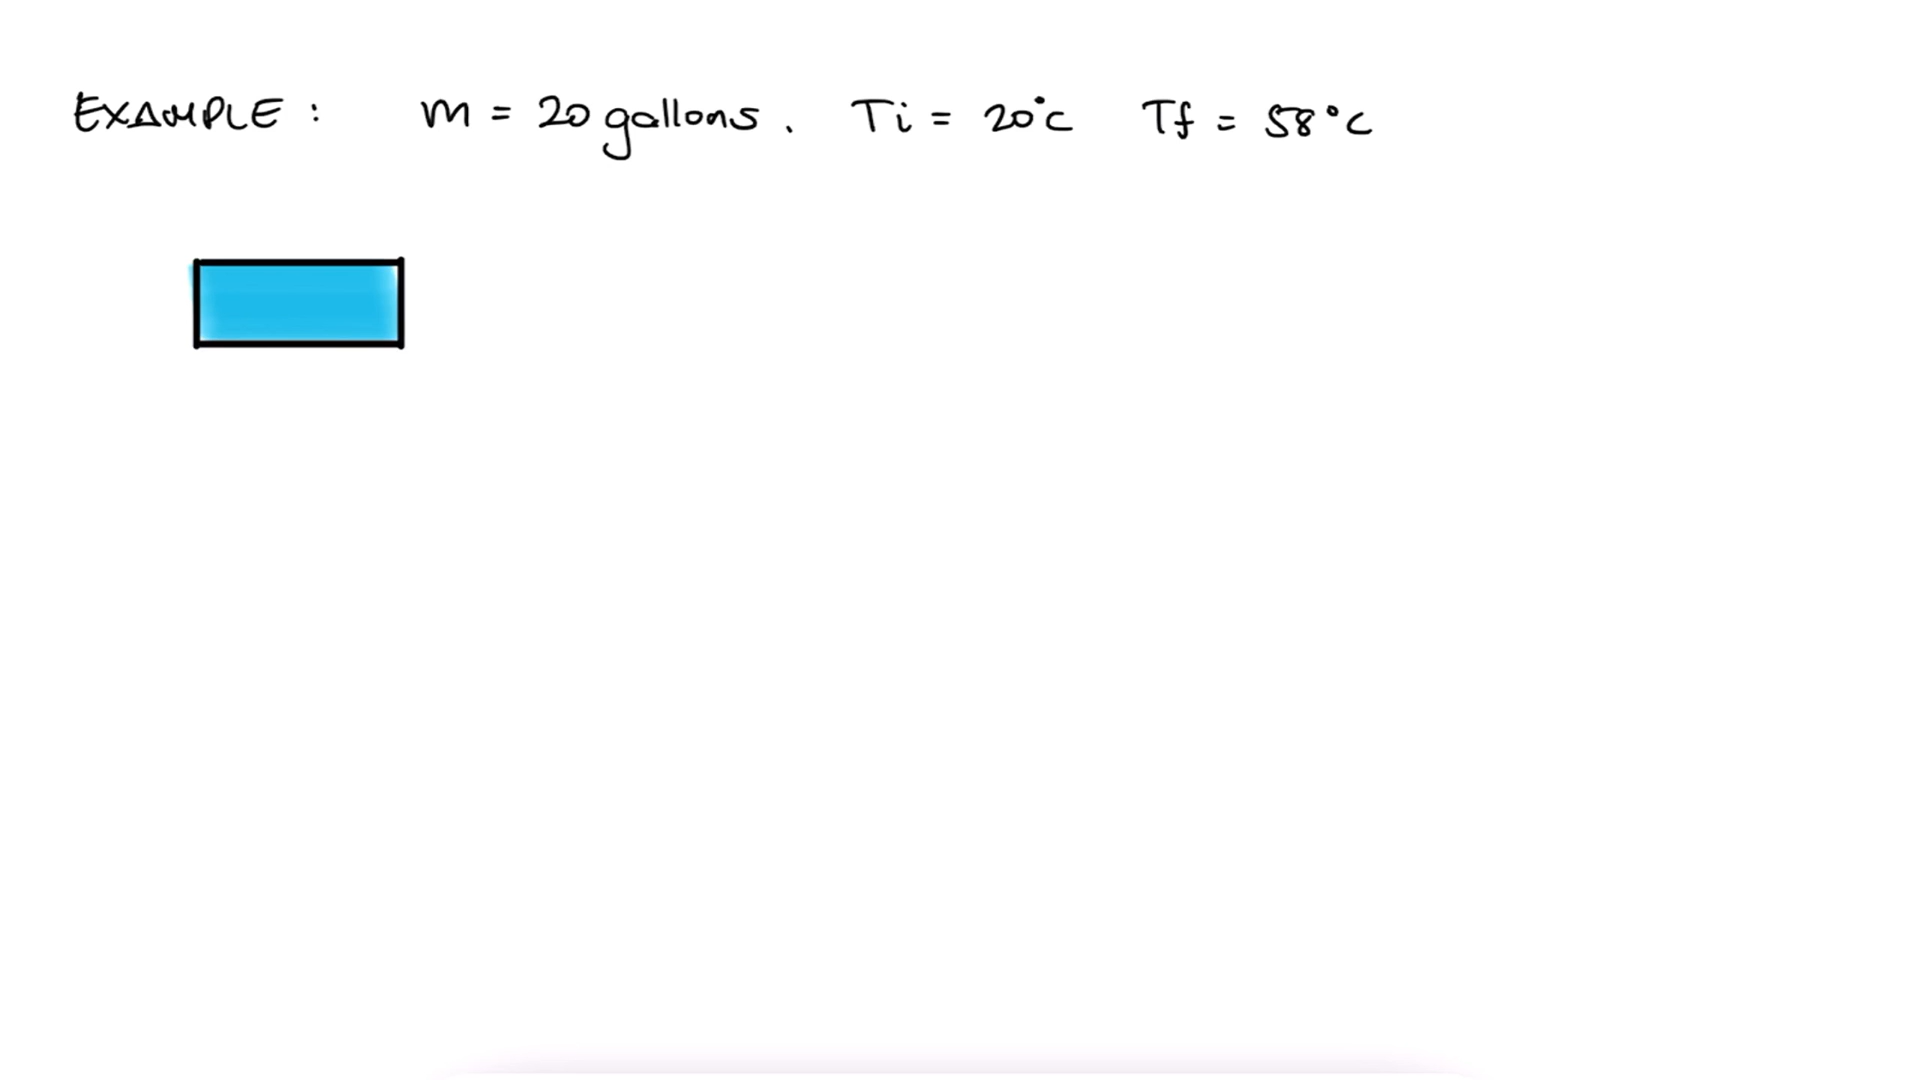 EXAMPLE : m = 20 gallons. Ti = 20°c Tf = 58°c